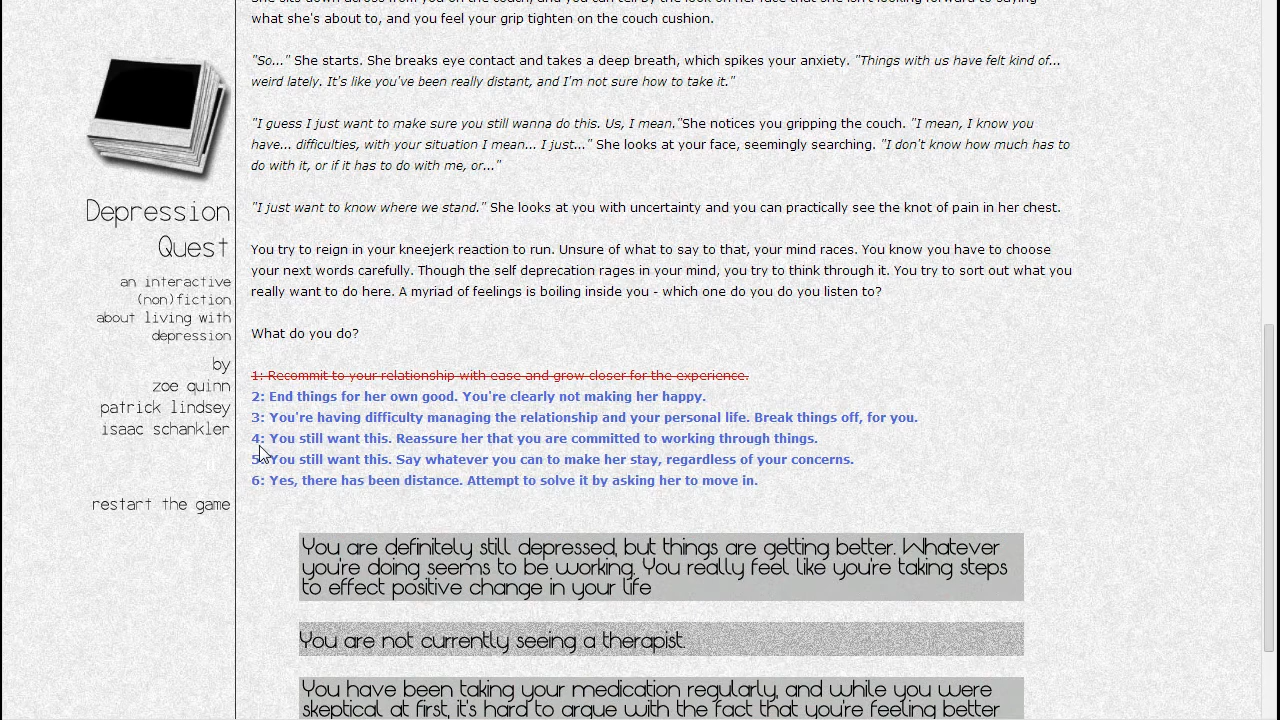 what she's about to, and you feel your grip tighten on the couch cushion.
"So..." She starts. She breaks eye contact and takes a deep breath, which spikes your anxiety. "Things with us have felt kind of...
weird lately. It's like you've been really distant, and I'm not sure how to take it."
"I guess I just want to make sure you still wanna do this. Us, I mean."She notices you gripping the couch. "I mean, I know you
have... difficulties, with your situation I mean... I just..." She looks at your face, seemingly searching. "I don't know how much has to
do with it, or if it has to do with me, or..."
"I just want to know where we stand." She looks at you with uncertainty and you can practically see the knot of pain in her chest.
You try to reign in your kneejerk reaction to run. Unsure of what to say to that, your mind races. You know you have to choose
your next words carefully. Though the self deprecation rages in your mind, you try to think through it. You try to sort out what you
really want to do here. A myriad of feelings is boiling inside you - which one do you do you listen to?
What do you do?
1: Recommit to your relationship with ease and grow closer for the experience.
2: End things for her own good. You're clearly not making her happy.
3: You're having difficulty managing the relationship and your personal life. Break things off, for you.
4: You still want this. Reassure her that you are committed to working through things.
5: You still want this. Say whatever you can to make her stay, regardless of your concerns.
6: Yes, there has been distance. Attempt to solve it by asking her to move in.
Depression
Quest
an interactive
(non)fiction
about living with
depression
by
zoe quinn
patrick lindsey
isaac schankler
restart the game
You are definitely still depressed, but things are getting better. Whatever
you're doing seems to be working. You really feel like you're taking steps
to effect positive change in your life
You are not currently seeing a therapist.
You have been taking your medication regularly, and while you were
skeptical at first, it's hard to argue with the fact that you're feeling better